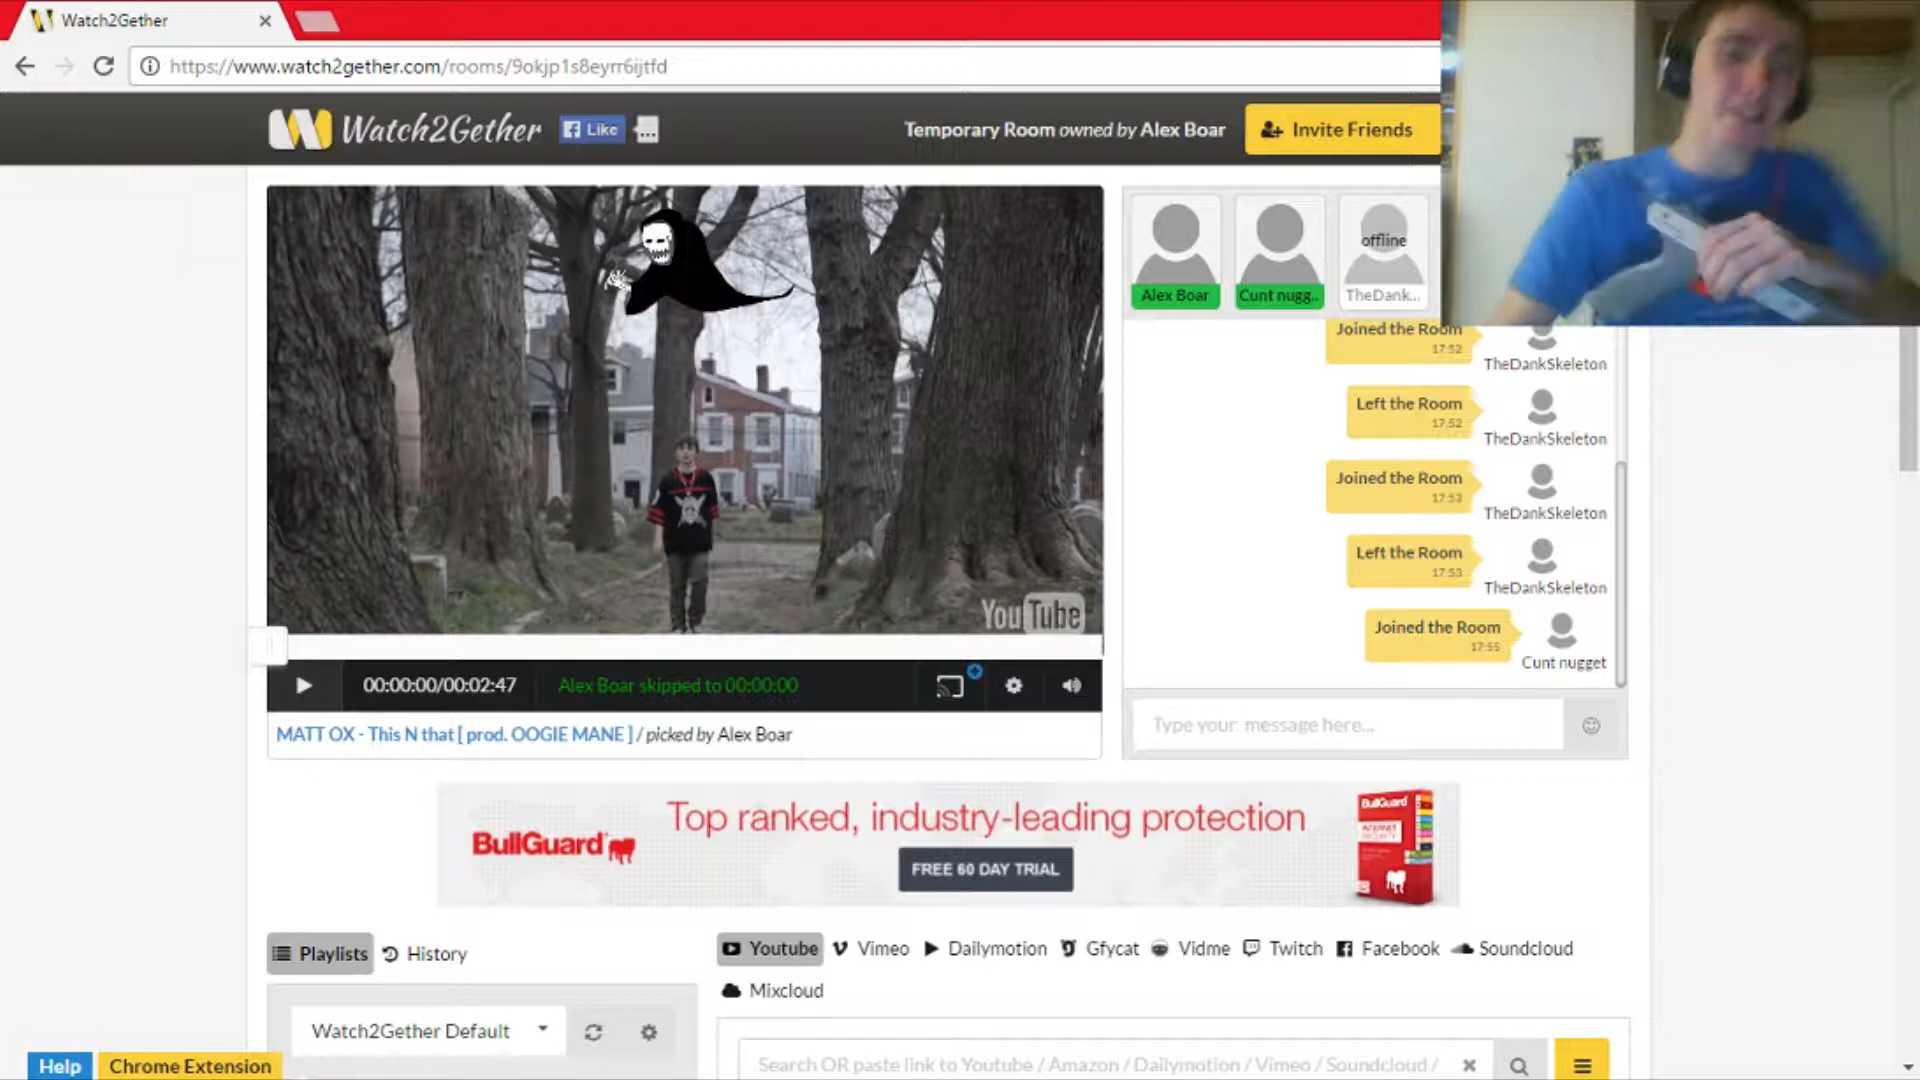 Watch2Gether
https://www.watch2gether.com/rooms/9okjp1s8eyrr6ijtfd
Watch2Gether
Like
Temporary Room owned by Alex Boar
Invite Friends
Alex Boar
Cunt nugg..
offline
TheDank...
Joined the Room
17:52
TheDankSkeleton
Left the Room
17:52
TheDankSkeleton
Joined the Room
17:53
TheDankSkeleton
Left the Room
17:53
TheDankSkeleton
Joined the Room
17:55
Cunt nugget
YouTube
00:00:00/00:02:47
Alex Boar skipped to 00:00:00
MATT OX - This N that [ prod. OOGIE MANE ] / picked by Alex Boar
Type your message here...
BullGuard
Top ranked, industry-leading protection
FREE 60 DAY TRIAL
BullGuard
INTERNET
SECURITY
Playlists
History
Youtube
Vimeo
Dailymotion
Gfycat
Vidme
Twitch
Facebook
Soundcloud
Mixcloud
Watch2Gether Default
Search OR paste link to Youtube / Amazon / Dailymotion / Vimeo / Soundcloud /
Help
Chrome Extension